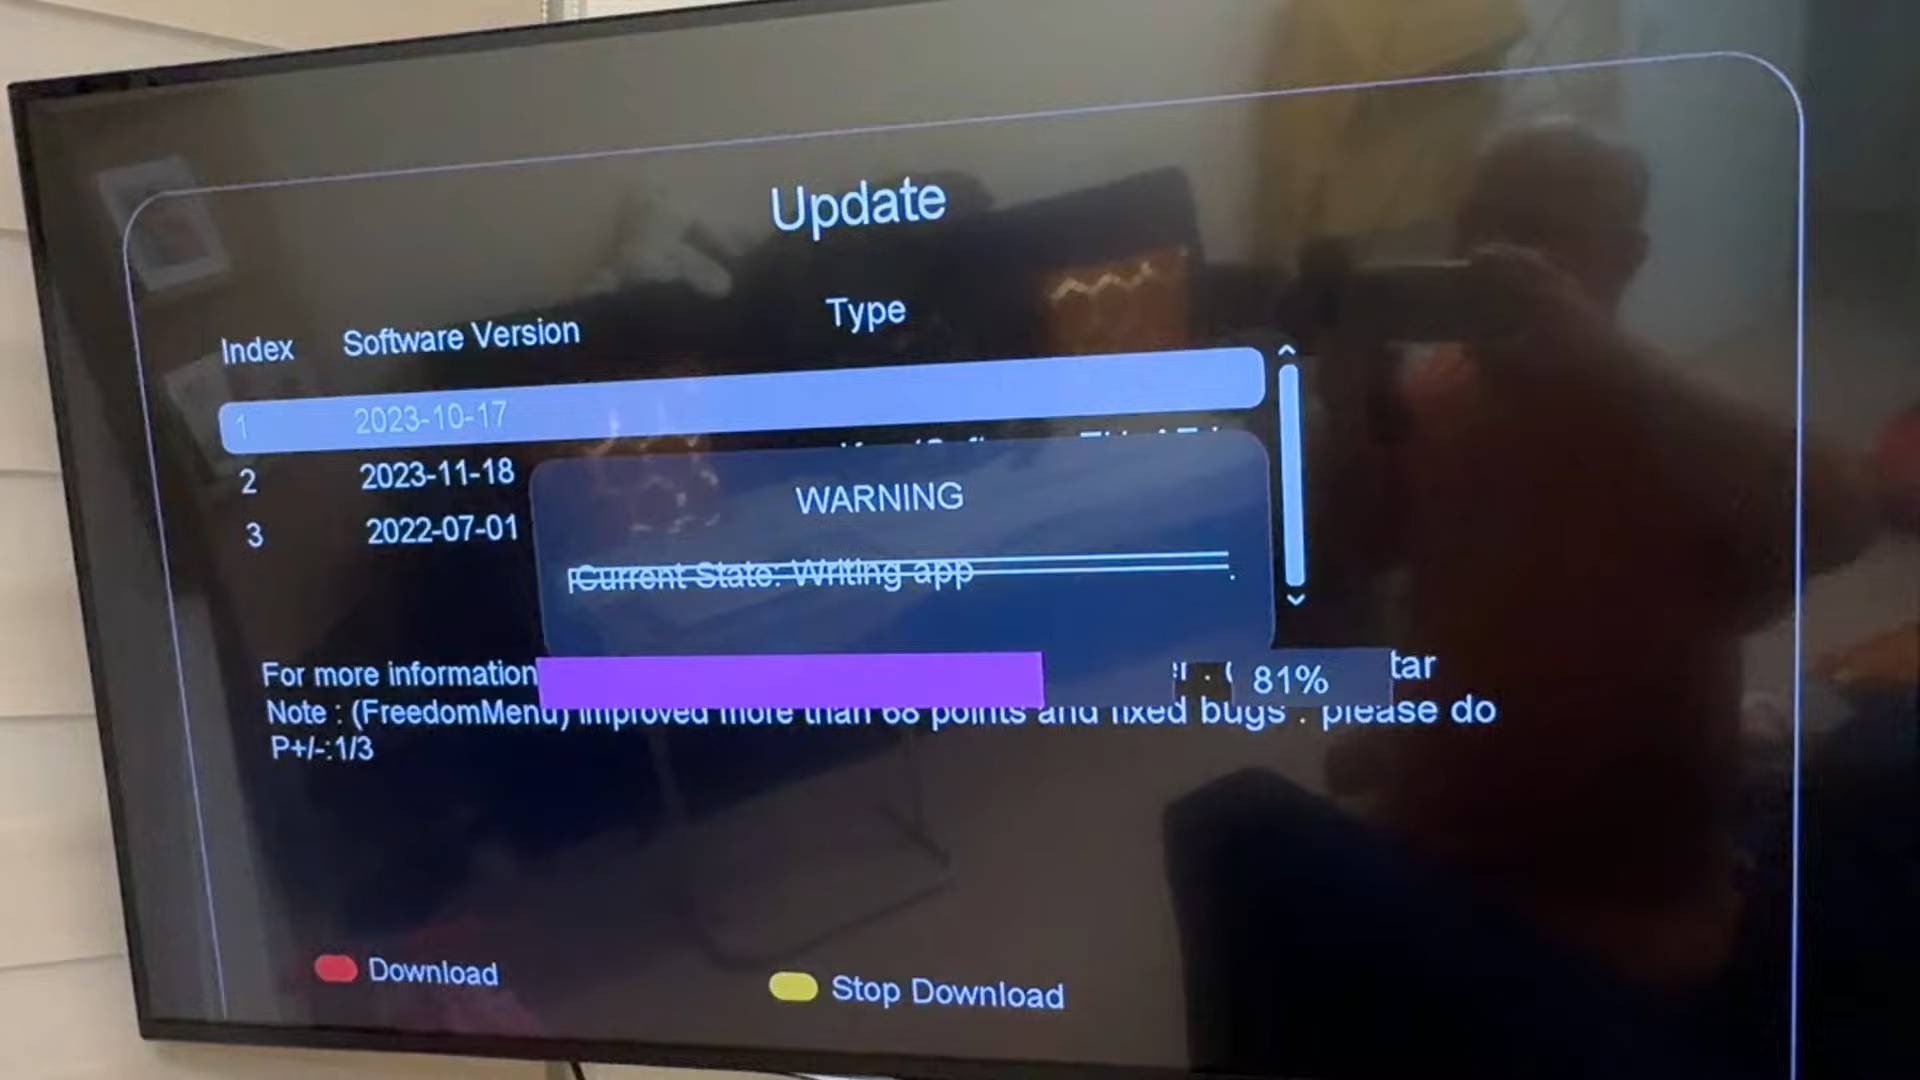 Update
Index Software Version Type
1 2023-10-17
2 2023-11-18
3 2022-07-01
WARNING
Current State: Writing app
81%
For more information tar
Note : (FreedomMenu) improved more than 68 points and fixed bugs . please do
P+/-:1/3
Download Stop Download